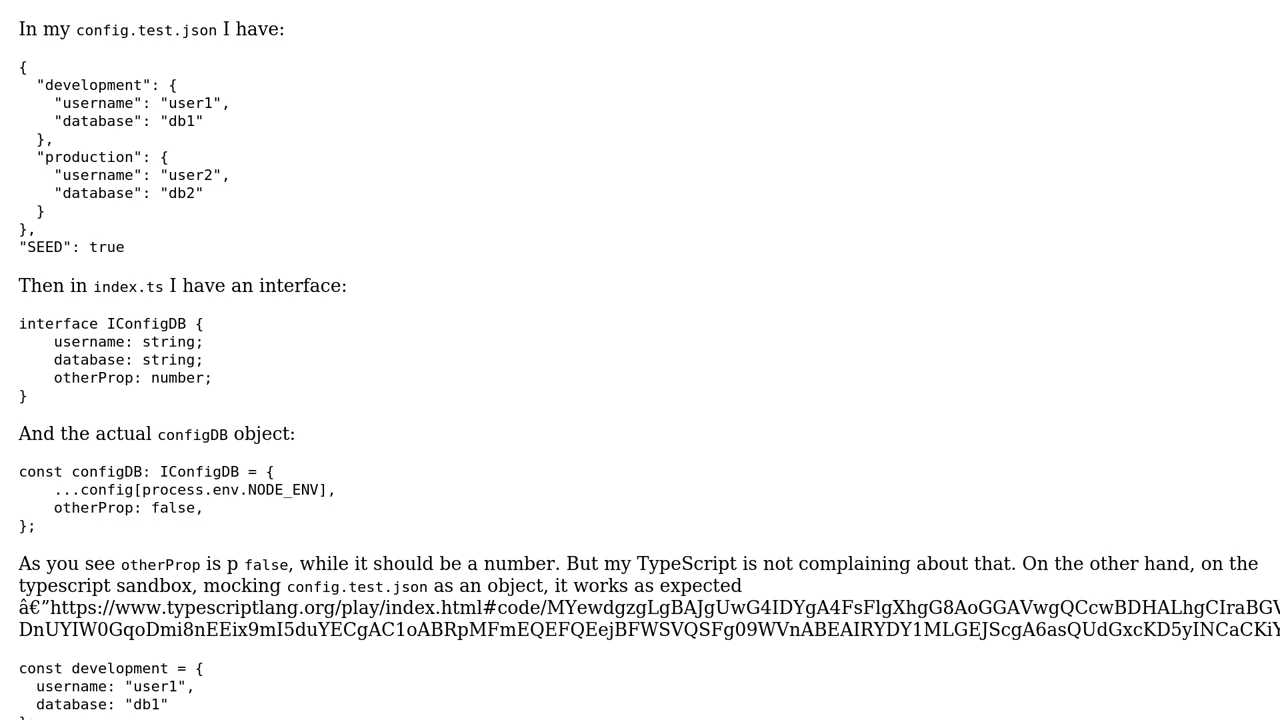 In my config.test.json I have:
{
  "development": {
    "username": "user1",
    "database": "db1"
  },
  "production": {
    "username": "user2",
    "database": "db2"
  }
},
"SEED": true
Then in index.ts I have an interface:
interface IConfigDB {
    username: string;
    database: string;
    otherProp: number;
}
And the actual configDB object:
const configDB: IConfigDB = {
    ...config[process.env.NODE_ENV],
    otherProp: false,
};
As you see otherProp is p false, while it should be a number. But my TypeScript is not complaining about that. On the other hand, on the
typescript sandbox, mocking config.test.json as an object, it works as expected
â€”https://www.typescriptlang.org/play/index.html#code/MYewdgzgLgBAJgUwG4IDYgA4FsFlgXhgG8AoGGAVwgQCcwBDHALhgCIraBGV
DnUYIW0GqoDmi8nEEix9mI5duYECgAC1oABRpMFmEQEFQEejBFWSVQSFg09WVnABEAIRYDY1MLGEJScgA6asQUdGxcKD5yINCaCKiY
const development = {
  username: "user1",
  database: "db1"